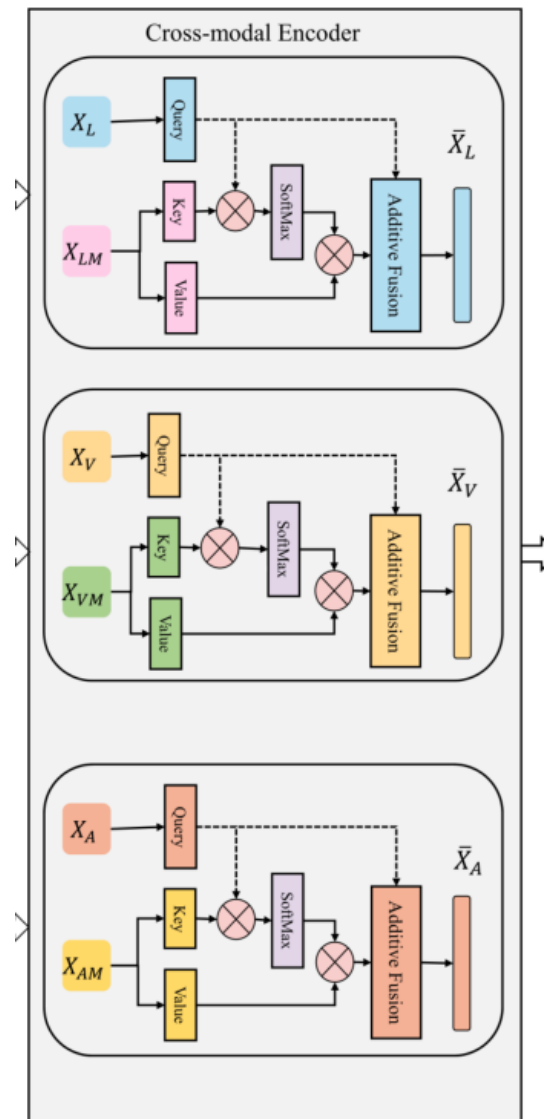 Cross-modal Encoder
X_L
Query
X̄_L
Key
SoftMax
X_LM
Value
Additive Fusion
X_V
Query
X̄_V
Key
SoftMax
X_VM
Value
Additive Fusion
X_A
Query
X̄_A
Key
SoftMax
X_AM
Value
Additive Fusion